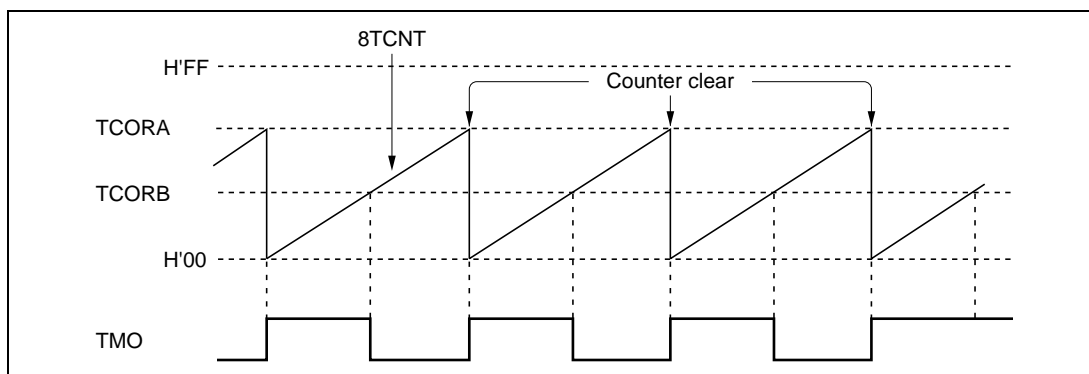 8TCNT
H'FF
Counter clear
TCORA
TCORB
H'00
TMO